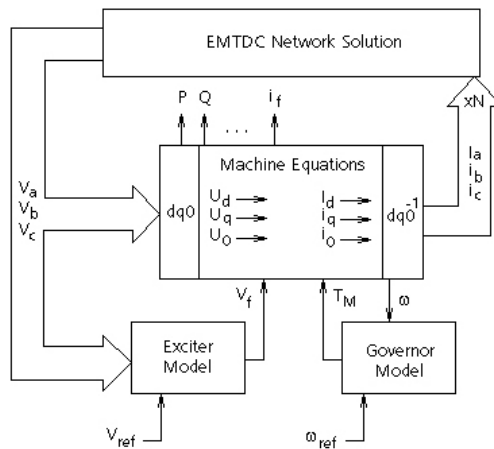 EMTDC Network Solution
P Q i_f
...
xN
Machine Equations
V_a
V_b
V_c
dq0
U_d
U_q
U_0
I_d
i_q
i_0
dq0^-1
I_a
i_b
i_c
V_f
T_M
ω
Exciter
Model
Governor
Model
V_ref
ω_ref